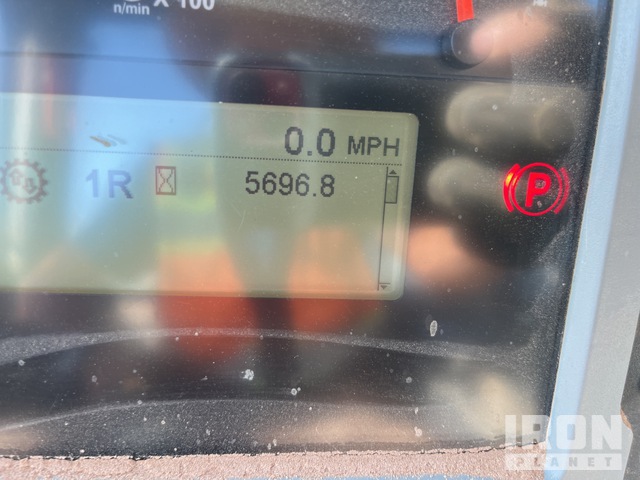 n/min X 100
0.0 MPH
1R 5696.8
P
IRON
PLANET